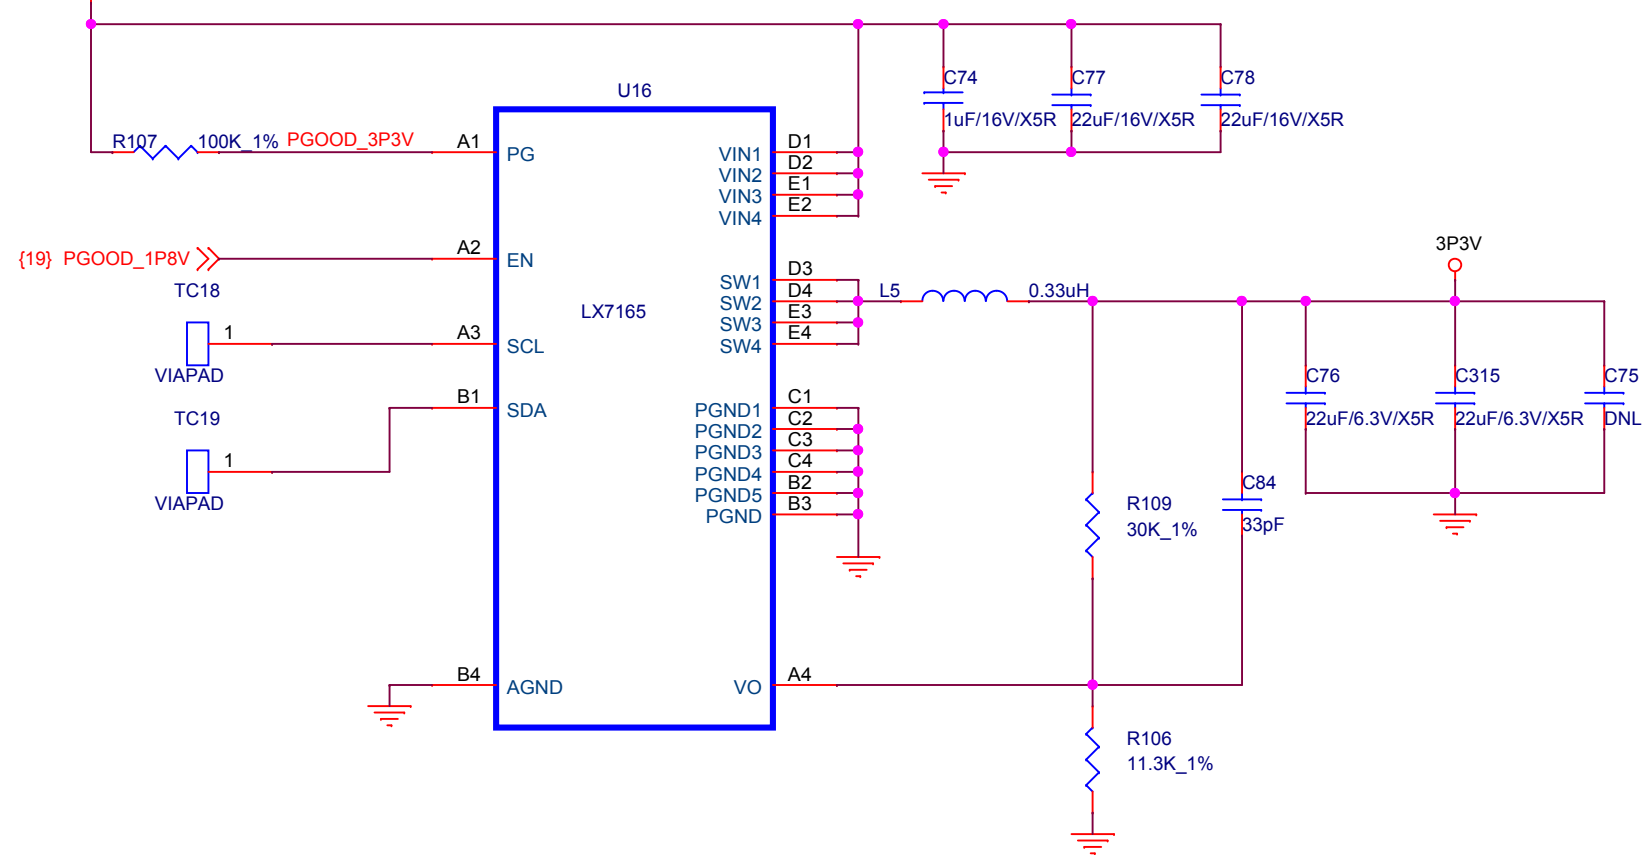 C74
C77
C78
1uF/16V/X5R
22uF/16V/X5R
22uF/16V/X5R
U16
R107
100K_1%
PGOOD_3P3V
A1
PG
D1
VIN1
D2
VIN2
E1
VIN3
E2
VIN4
{19} PGOOD_1P8V
A2
EN
TC18
1
VIAPAD
A3
SCL
TC19
1
VIAPAD
B1
SDA
LX7165
D3
SW1
D4
SW2
E3
SW3
E4
SW4
L5
0.33uH
3P3V
C76
22uF/6.3V/X5R
C315
22uF/6.3V/X5R
C75
DNL
C1
PGND1
C2
PGND2
C3
PGND3
C4
PGND4
B2
PGND5
B3
PGND
R109
30K_1%
C84
33pF
B4
AGND
A4
VO
R106
11.3K_1%